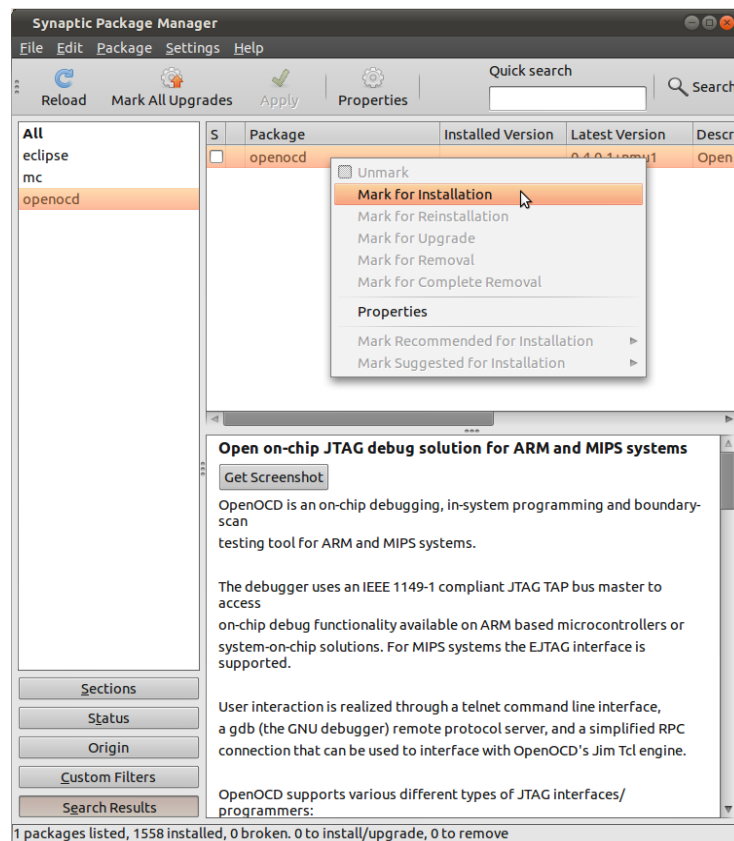 Synaptic Package Manager
File Edit Package Settings Help
Reload Mark All Upgrades Apply Properties Quick search Search
All
eclipse
mc
openocd
S Package Installed Version Latest Version Descr
openocd 0.4.0-1+nmu1 Open
Unmark
Mark for Installation
Mark for Reinstallation
Mark for Upgrade
Mark for Removal
Mark for Complete Removal
Properties
Mark Recommended for Installation
Mark Suggested for Installation
Open on-chip JTAG debug solution for ARM and MIPS systems
Get Screenshot
OpenOCD is an on-chip debugging, in-system programming and boundary-
scan
testing tool for ARM and MIPS systems.
The debugger uses an IEEE 1149-1 compliant JTAG TAP bus master to
access
on-chip debug functionality available on ARM based microcontrollers or
system-on-chip solutions. For MIPS systems the EJTAG interface is
supported.
User interaction is realized through a telnet command line interface,
a gdb (the GNU debugger) remote protocol server, and a simplified RPC
connection that can be used to interface with OpenOCD's Jim Tcl engine.
OpenOCD supports various different types of JTAG interfaces/
programmers:
Sections
Status
Origin
Custom Filters
Search Results
1 packages listed, 1558 installed, 0 broken. 0 to install/upgrade, 0 to remove